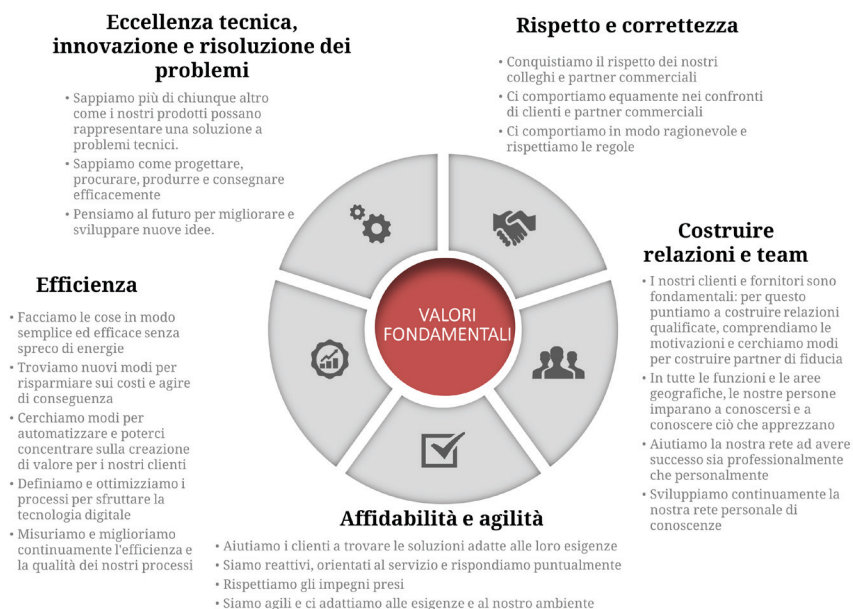 Eccellenza tecnica,
innovazione e risoluzione dei
problemi
• Sappiamo più di chiunque altro
come i nostri prodotti possano
rappresentare una soluzione a
problemi tecnici.
• Sappiamo come progettare,
procurare, produrre e consegnare
efficacemente
• Pensiamo al futuro per migliorare e
sviluppare nuove idee.
Rispetto e correttezza
• Conquistiamo il rispetto dei nostri
colleghi e partner commerciali
• Ci comportiamo equamente nei confronti
di clienti e partner commerciali
• Ci comportiamo in modo ragionevole e
rispettiamo le regole
Costruire
relazioni e team
• I nostri clienti e fornitori sono
fondamentali: per questo
puntiamo a costruire relazioni
qualificate, comprendiamo le
motivazioni e cerchiamo modi
per costruire partner di fiducia
• In tutte le funzioni e le aree
geografiche, le nostre persone
imparano a conoscersi e a
conoscere ciò che apprezzano
• Aiutiamo la nostra rete ad avere
successo sia professionalmente
che personalmente
• Sviluppiamo continuamente la
nostra rete personale di
conoscenze
VALORI
FONDAMENTALI
Efficienza
• Facciamo le cose in modo
semplice ed efficace senza
spreco di energie
• Troviamo nuovi modi per
risparmiare sui costi e agire
di conseguenza
• Cerchiamo modi per
automatizzare e poterci
concentrare sulla creazione
di valore per i nostri clienti
• Definiamo e ottimizziamo i
processi per sfruttare la
tecnologia digitale
• Misuriamo e miglioriamo
continuamente l'efficienza e
la qualità dei nostri processi
Affidabilità e agilità
• Aiutiamo i clienti a trovare le soluzioni adatte alle loro esigenze
• Siamo reattivi, orientati al servizio e rispondiamo puntualmente
• Rispettiamo gli impegni presi
• Siamo agili e ci adattiamo alle esigenze e al nostro ambiente